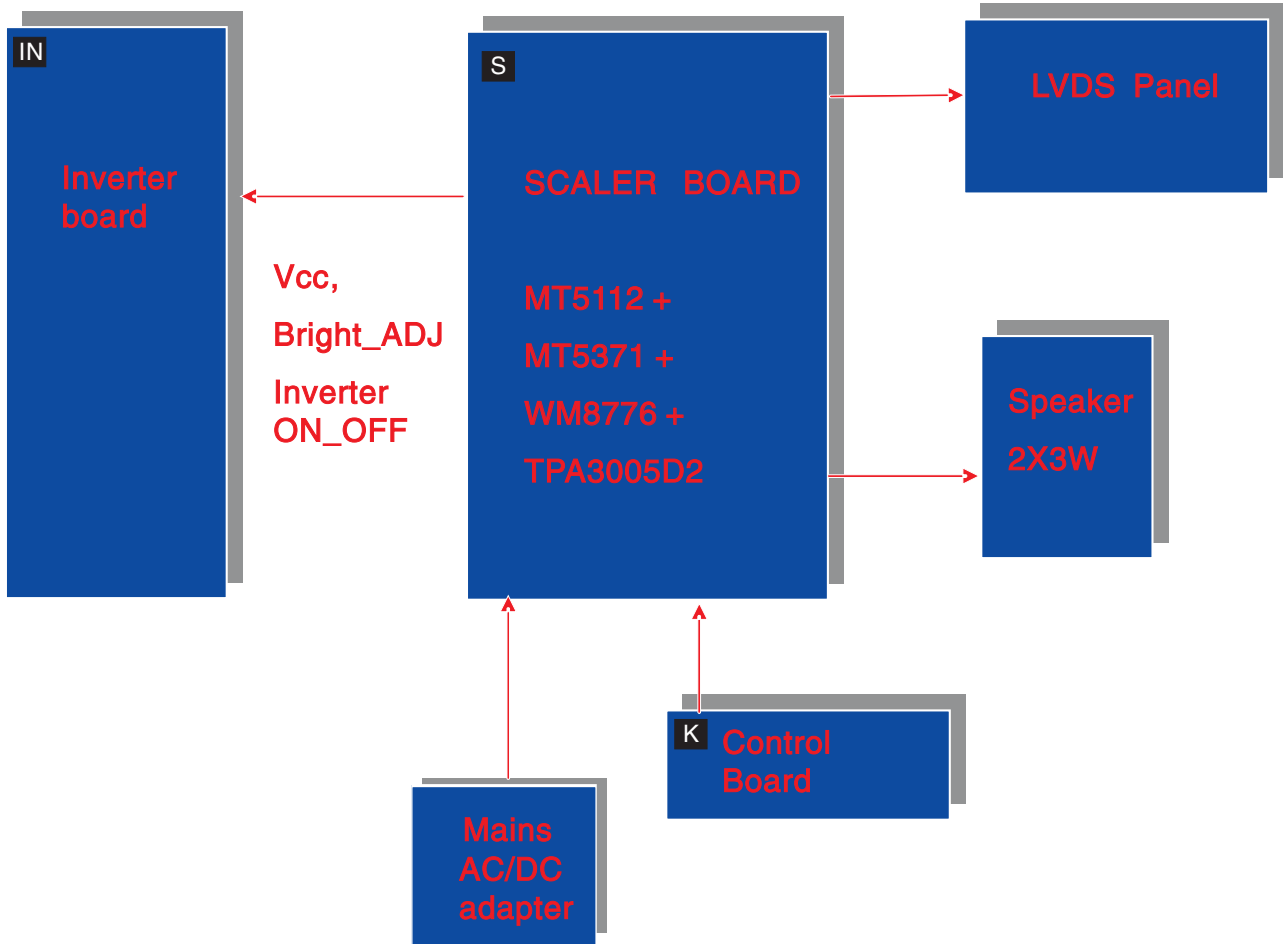 IN
Inverter
board
Vcc,
Bright_ADJ
Inverter
ON_OFF
S
SCALER BOARD
MT5112 +
MT5371 +
WM8776 +
TPA3005D2
LVDS Panel
Speaker
2X3W
K
Control
Board
Mains
AC/DC
adapter